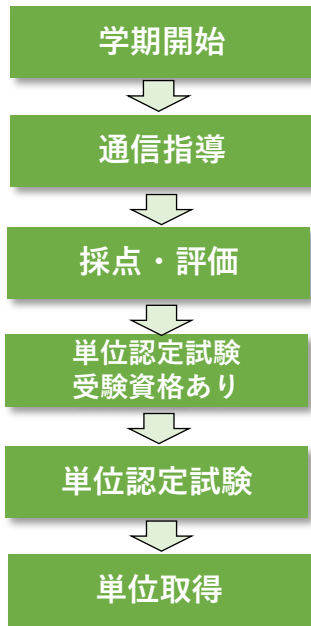 学期開始
通信指導
採点・評価
単位認定試験
受験資格あり
単位認定試験
単位取得